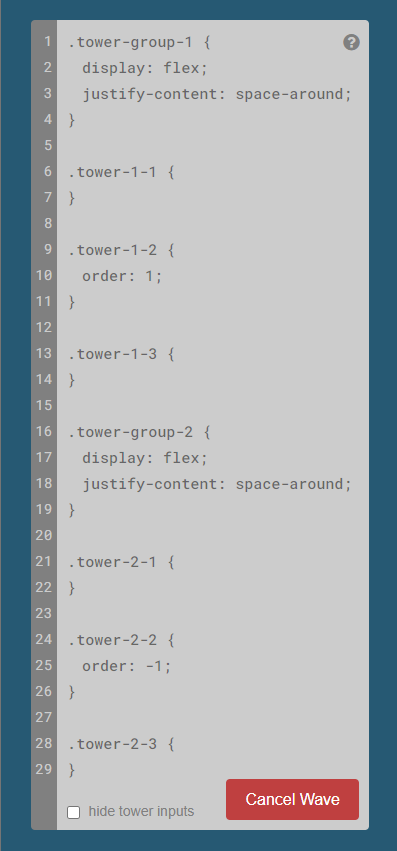 1 .tower-group-1 { ?
2 display: flex;
3 justify-content: space-around;
4 }
5
6 .tower-1-1 {
7 }
8
9 .tower-1-2 {
10 order: 1;
11 }
12
13 .tower-1-3 {
14 }
15
16 .tower-group-2 {
17 display: flex;
18 justify-content: space-around;
19 }
20
21 .tower-2-1 {
22 }
23
24 .tower-2-2 {
25 order: -1;
26 }
27
28 .tower-2-3 {
29 }
hide tower inputs
Cancel Wave